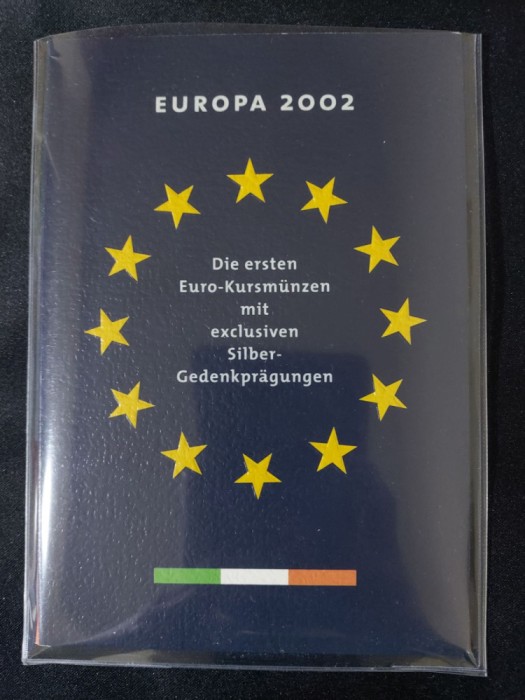 EUROPA 2002
Die ersten
Euro-Kursmünzen
mit
exclusiven
Silber-
Gedenkprägungen